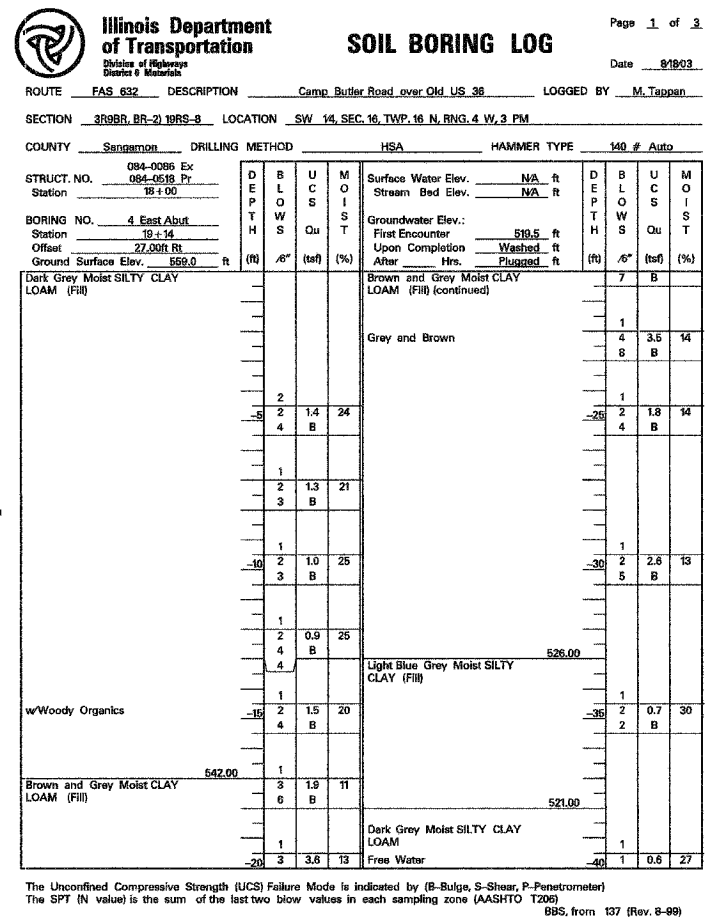 Illinois Department
of Transportation
Division of Highways
District 6 Materials
SOIL BORING LOG
Page 1 of 3
Date 8/18/03
ROUTE FAS 632 DESCRIPTION Camp Butler Road over Old US 36 LOGGED BY M. Tappan
SECTION 3R9BR, BR-2) 19RS-8 LOCATION SW 1/4, SEC. 16, TWP. 16 N, RNG. 4 W, 3 PM
COUNTY Sangamon DRILLING METHOD HSA HAMMER TYPE 140 # Auto
084-0086 Ex
STRUCT. NO. 084-0518 Pr
Station 18+00
BORING NO. 4 East Abut
Station 19+14
Offset 27.00ft Rt
Ground Surface Elev. 559.0 ft
DEPTH (ft)
BLOWS /6"
UCS Qu (tsf)
MOIST (%)
Surface Water Elev. N/A ft
Stream Bed Elev. N/A ft
Groundwater Elev.:
First Encounter 519.5 ft
Upon Completion Washed ft
After Hrs. Plugged ft
DEPTH (ft)
BLOWS /6"
UCS Qu (tsf)
MOIST (%)
Dark Grey Moist SILTY CLAY
LOAM (Fill)
2
-5 2 1.4 24
4 B
1
2 1.3 21
3 B
1
-10 2 1.0 25
3 B
1
2 0.9 25
4 B
4
1
w/Woody Organics -15 2 1.5 20
4 B
542.00 1
Brown and Grey Moist CLAY 3 1.9 11
LOAM (Fill) 6 B
1
-20 3 3.6 13
Brown and Grey Moist CLAY 7 B
LOAM (Fill) (continued)
1
Grey and Brown 4 3.5 14
8 B
1
-25 2 1.8 14
4 B
1
-30 2 2.6 13
5 B
526.00
Light Blue Grey Moist SILTY
CLAY (Fill)
1
-35 2 0.7 30
2 B
521.00
Dark Grey Moist SILTY CLAY
LOAM 1
Free Water -40 1 0.6 27
The Unconfined Compressive Strength (UCS) Failure Mode is indicated by (B-Bulge, S-Shear, P-Penetrometer)
The SPT (N value) is the sum of the last two blow values in each sampling zone (AASHTO T206)
BBS, from 137 (Rev. 8-99)